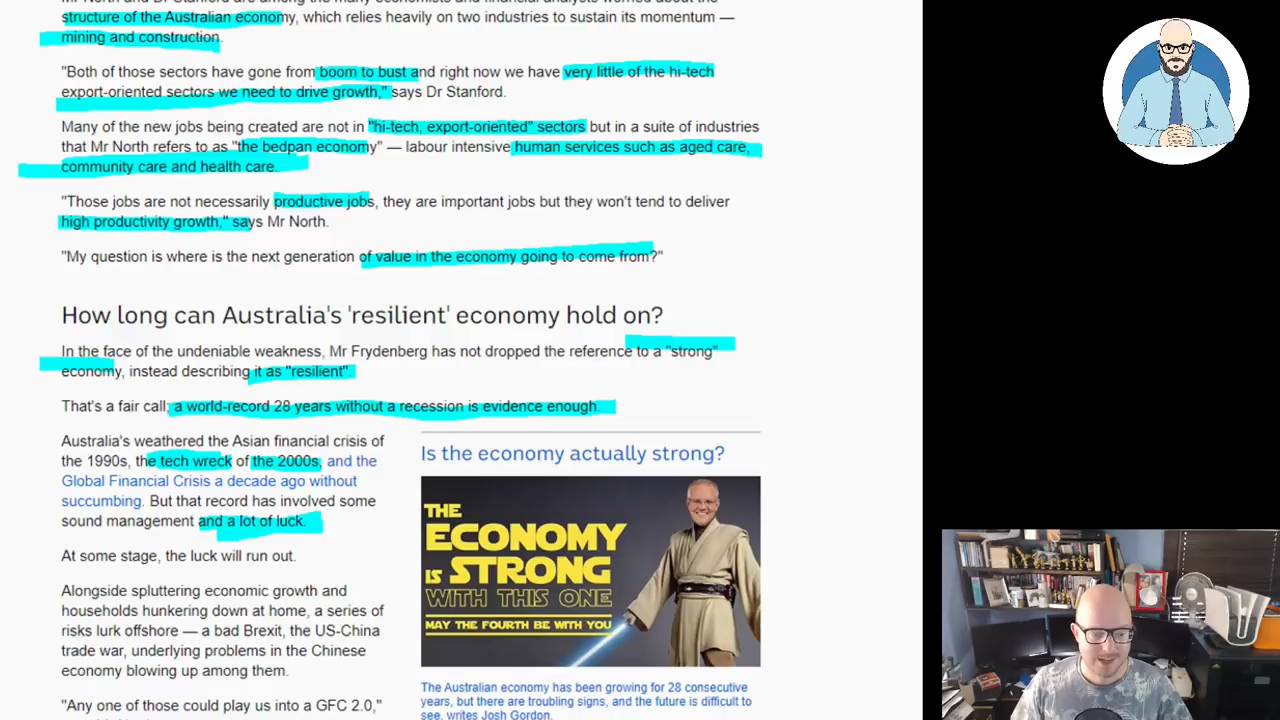 structure of the Australian economy, which relies heavily on two industries to sustain its momentum —
mining and construction.
"Both of those sectors have gone from boom to bust and right now we have very little of the hi-tech
export-oriented sectors we need to drive growth," says Dr Stanford.
Many of the new jobs being created are not in "hi-tech, export-oriented" sectors but in a suite of industries
that Mr North refers to as "the bedpan economy" — labour intensive human services such as aged care,
community care and health care.
"Those jobs are not necessarily productive jobs, they are important jobs but they won't tend to deliver
high productivity growth," says Mr North.
"My question is where is the next generation of value in the economy going to come from?"
How long can Australia's 'resilient' economy hold on?
In the face of the undeniable weakness, Mr Frydenberg has not dropped the reference to a "strong"
economy, instead describing it as "resilient".
That's a fair call; a world-record 28 years without a recession is evidence enough.
Australia's weathered the Asian financial crisis of
the 1990s, the tech wreck of the 2000s, and the
Global Financial Crisis a decade ago without
succumbing. But that record has involved some
sound management and a lot of luck.
At some stage, the luck will run out.
Alongside spluttering economic growth and
households hunkering down at home, a series of
risks lurk offshore — a bad Brexit, the US-China
trade war, underlying problems in the Chinese
economy blowing up among them.
"Any one of those could play us into a GFC 2.0,"
Is the economy actually strong?
THE
ECONOMY
IS STRONG
WITH THIS ONE
MAY THE FOURTH BE WITH YOU
The Australian economy has been growing for 28 consecutive
years, but there are troubling signs, and the future is difficult to
see, writes Josh Gordon.